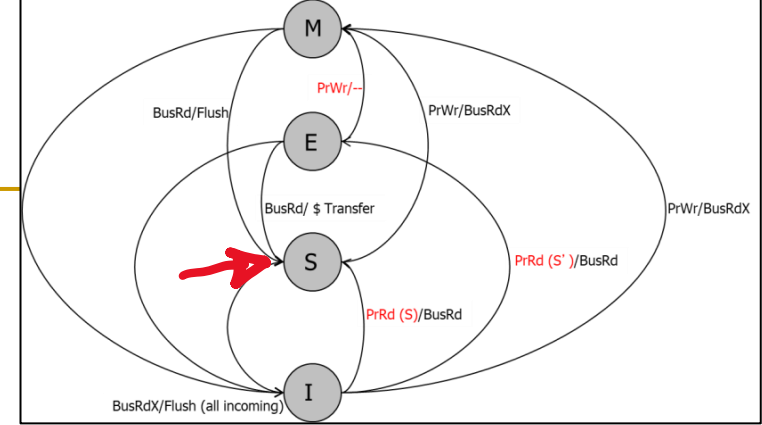 M
PrWr/--
BusRd/Flush
PrWr/BusRdX
E
BusRd/ $ Transfer
PrWr/BusRdX
S
PrRd (S' )/BusRd
PrRd (S)/BusRd
I
BusRdX/Flush (all incoming)